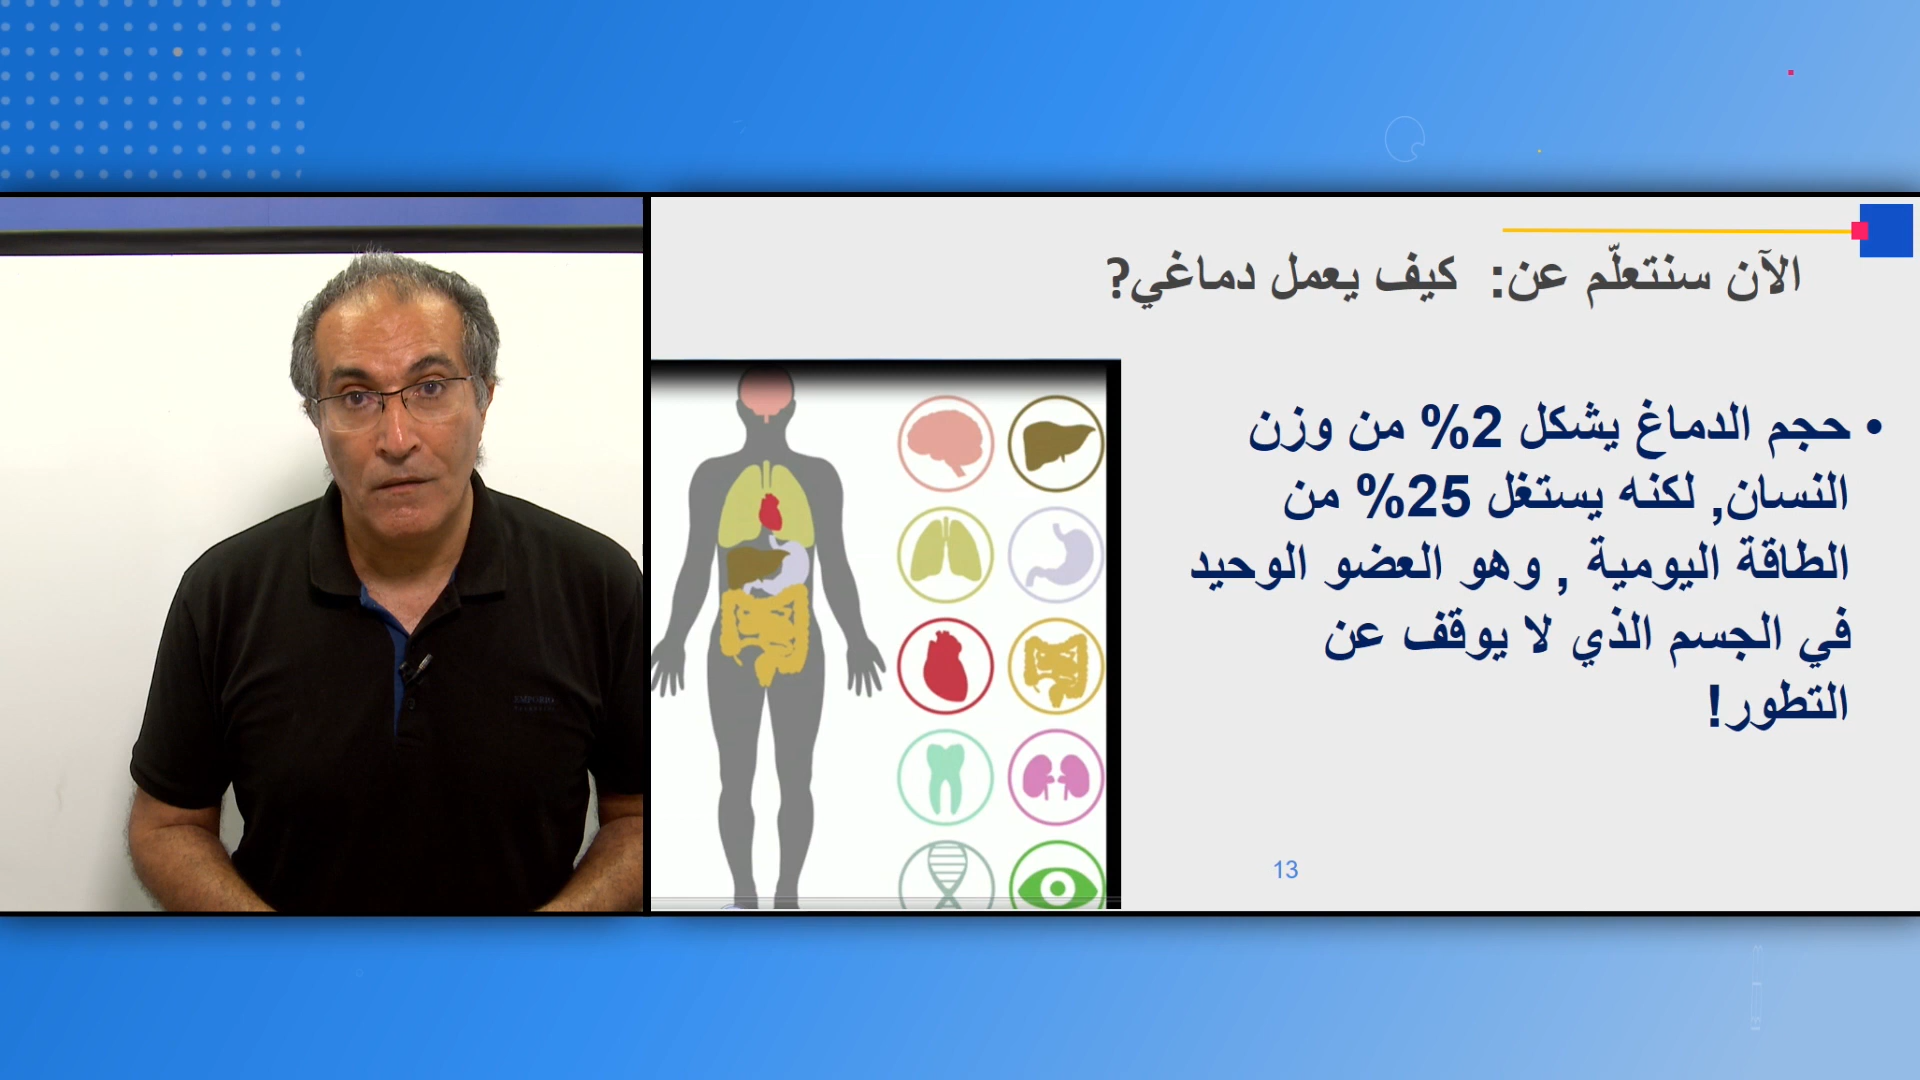 الآن سنتعلّم عن: كيف يعمل دماغي?
• حجم الدماغ يشكل 2% من وزن
النسان, لكنه يستغل 25% من
الطاقة اليومية , وهو العضو الوحيد
في الجسم الذي لا يوقف عن
التطور!
13
EMPORIO